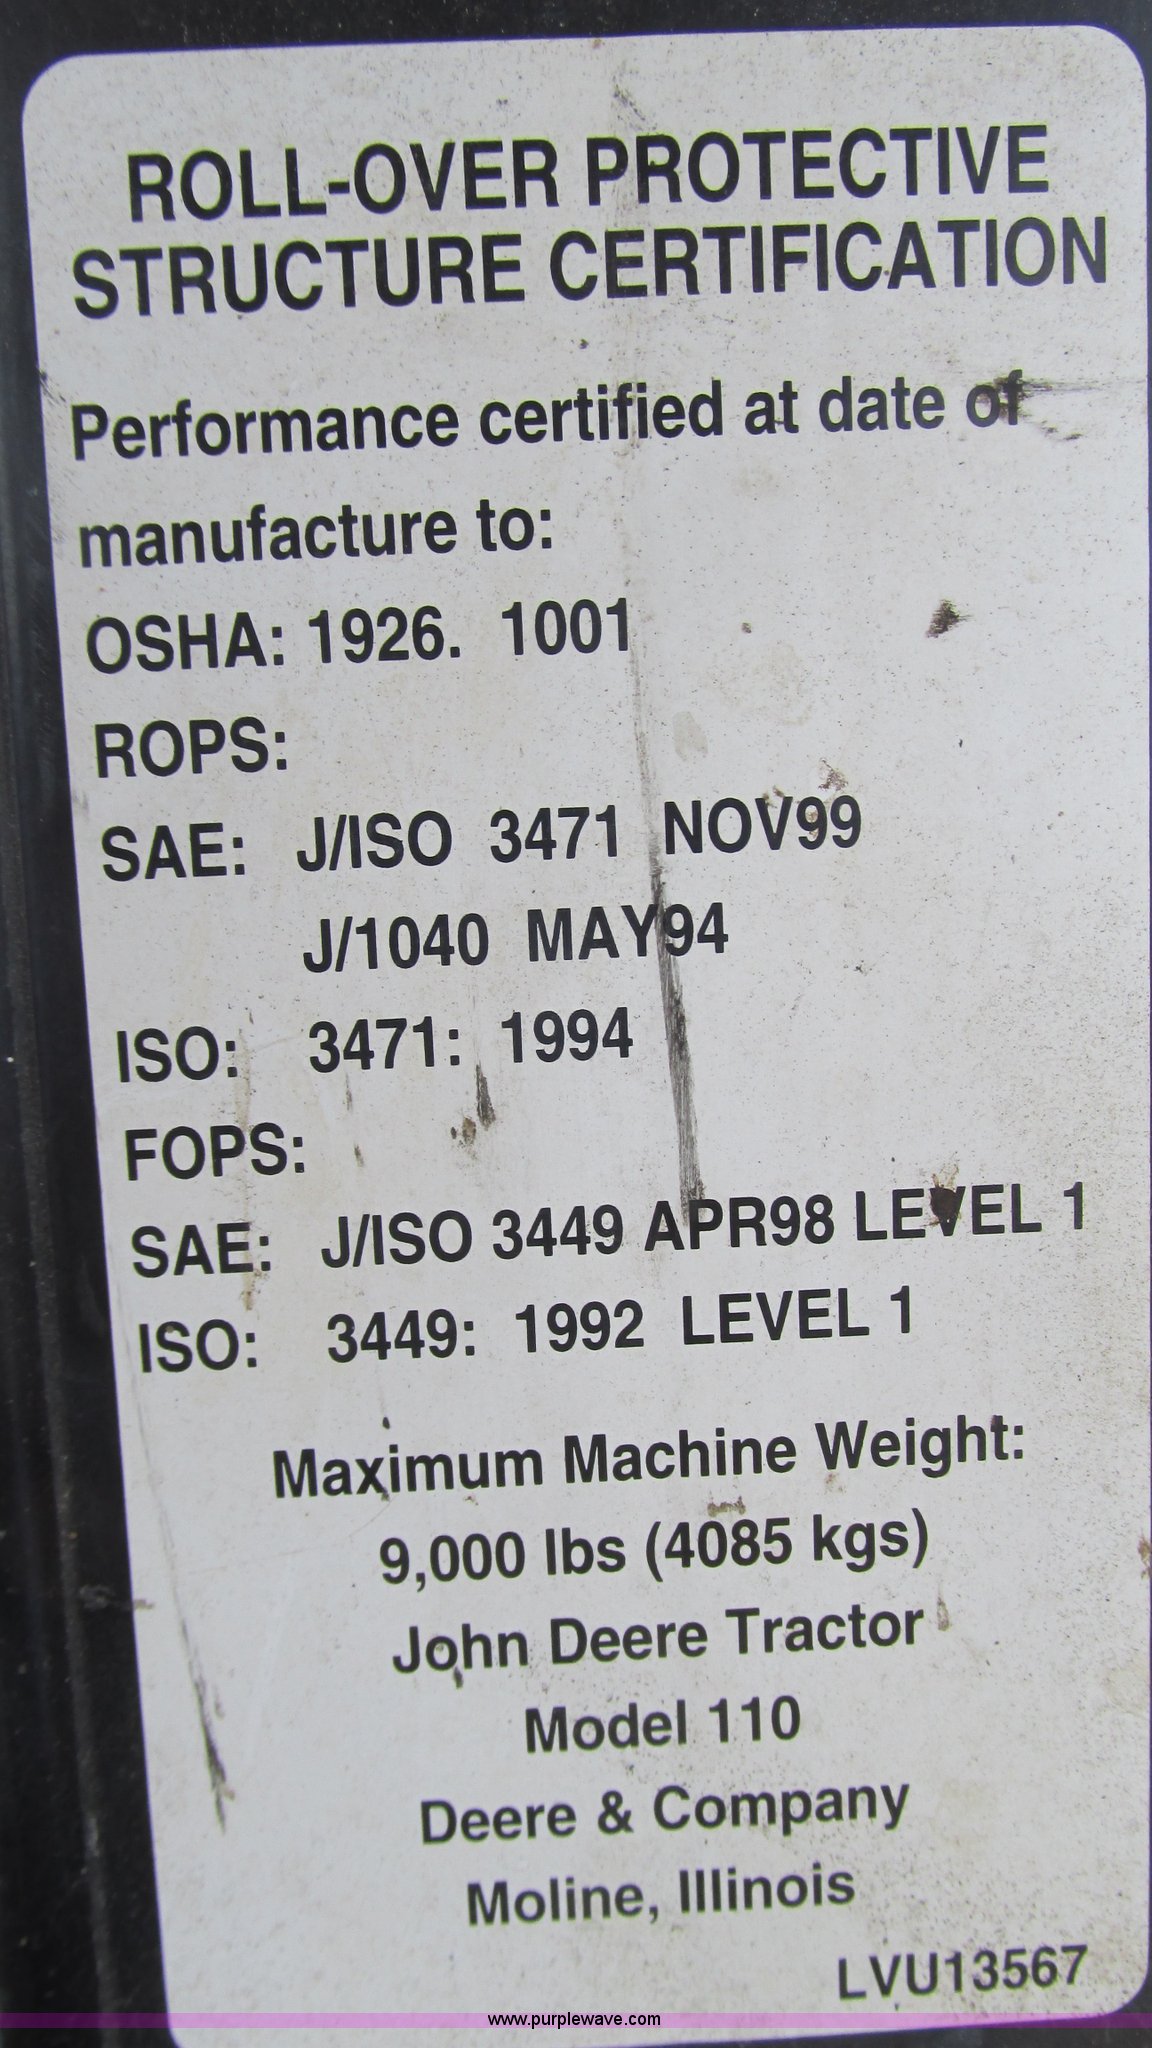 ROLL-OVER PROTECTIVE
STRUCTURE CERTIFICATION
Performance certified at date of
manufacture to:
OSHA: 1926. 1001
ROPS:
SAE: J/ISO 3471 NOV99
J/1040 MAY94
ISO: 3471: 1994
FOPS:
SAE: J/ISO 3449 APR98 LEVEL 1
ISO: 3449: 1992 LEVEL 1
Maximum Machine Weight:
9,000 lbs (4085 kgs)
John Deere Tractor
Model 110
Deere & Company
Moline, Illinois
LVU13567
www.purplewave.com